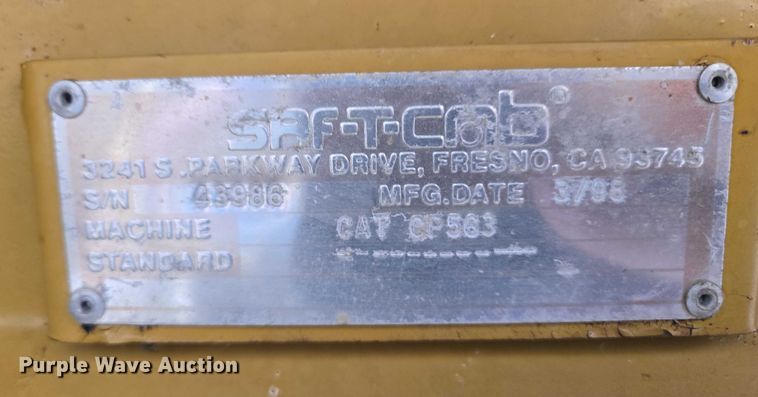 SAF-T-CAB®
3241 S. PARKWAY DRIVE, FRESNO, CA 93745
S/N 43986 MFG.DATE 3/98
MACHINE CAT CP563
STANDARD ----------
Purple Wave Auction